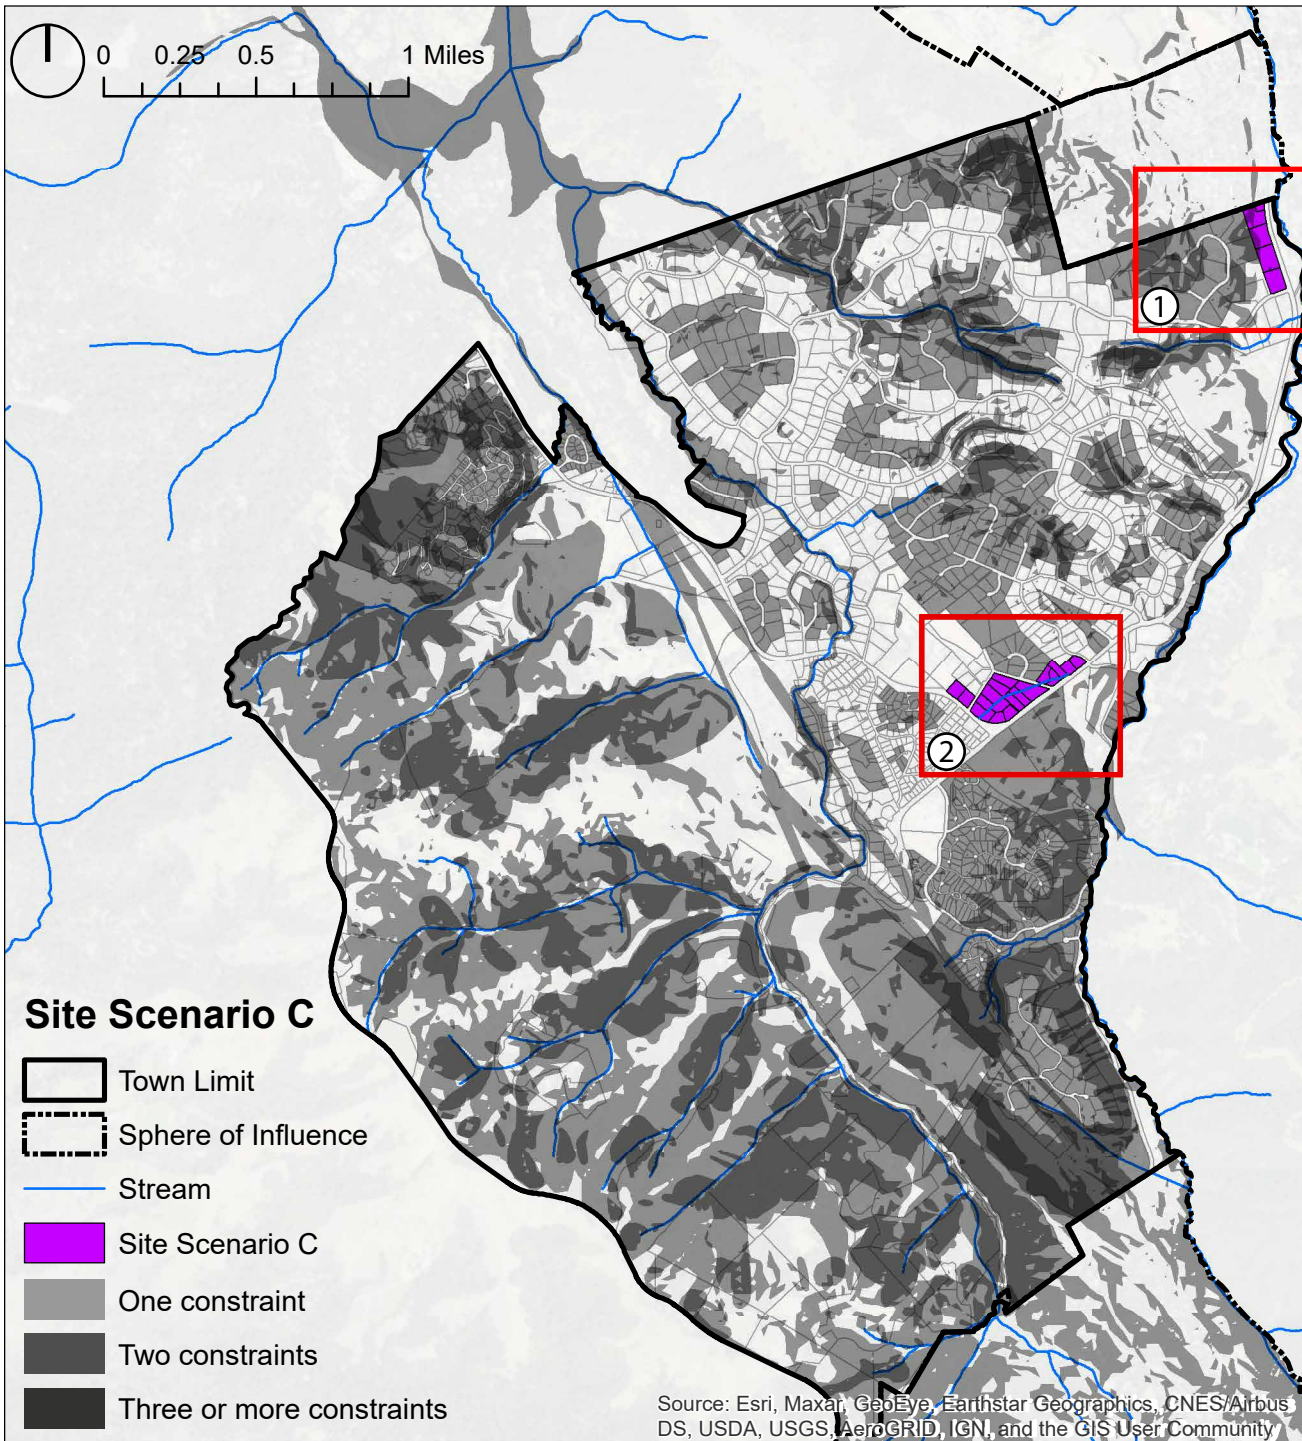 0 0.25 0.5 1 Miles
1
2
Site Scenario C
Town Limit
Sphere of Influence
Stream
Site Scenario C
One constraint
Two constraints
Three or more constraints
Source: Esri, Maxar, GeoEye, Earthstar Geographics, CNES/Airbus
DS, USDA, USGS, AeroGRID, IGN, and the GIS User Community